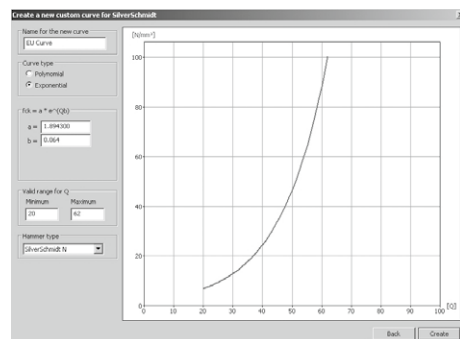 Create a new custom curve for SilverSchmidt
Name for the new curve
EU Curve
Curve type
Polynomial
Exponential
fck = a * e^(Qb)
a = 1.894300
b = 0.064
Valid range for Q
Minimum Maximum
20 62
Hammer type
SilverSchmidt N
[N/mm²]
100
80
60
40
20
0
0 10 20 30 40 50 60 70 80 90 100
[Q]
Back Create